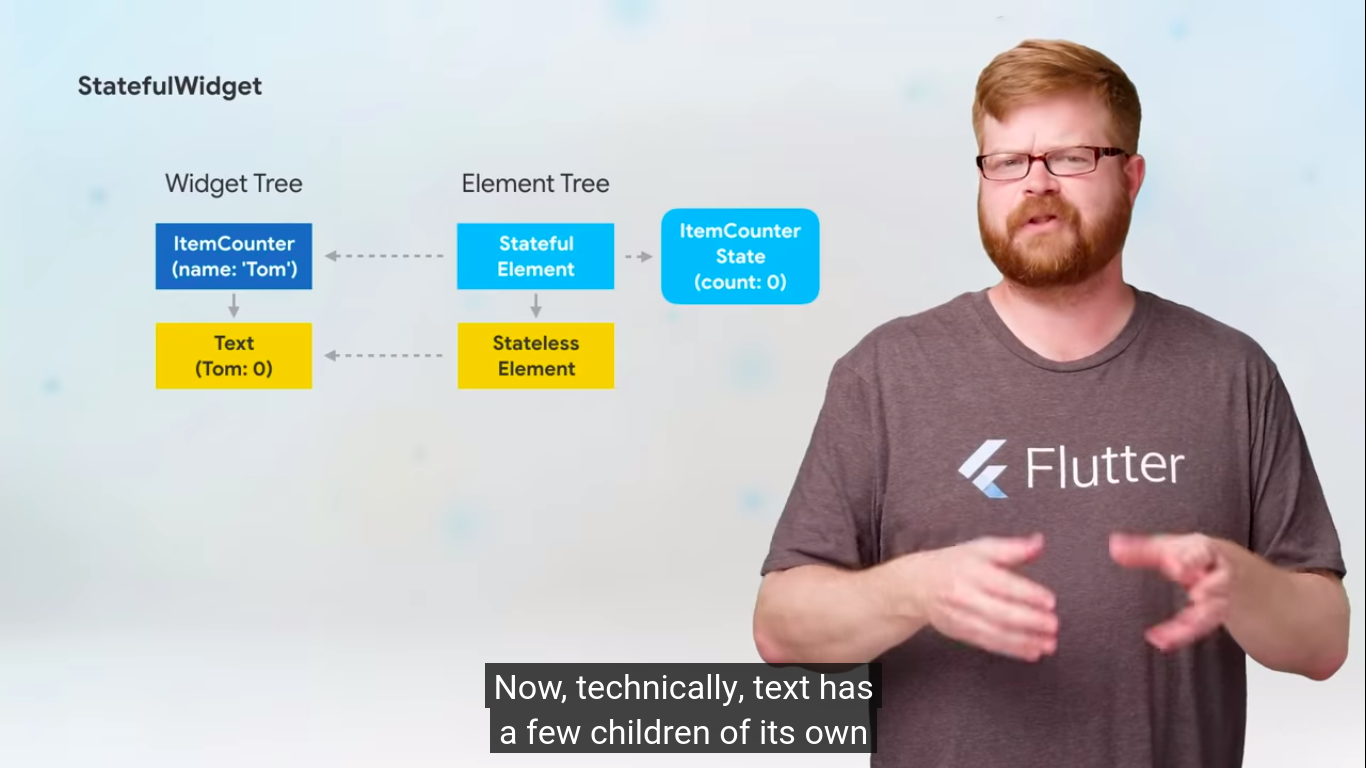 StatefulWidget
Widget Tree
Element Tree
ItemCounter
(name: 'Tom')
Stateful
Element
ItemCounter
State
(count: 0)
Text
(Tom: 0)
Stateless
Element
Flutter
Now, technically, text has
a few children of its own